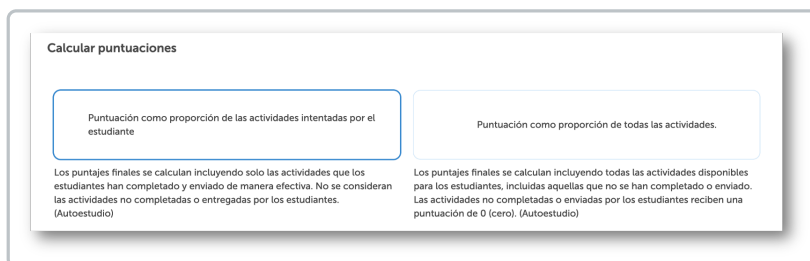 Calcular puntuaciones
Puntuación como proporción de las actividades intentadas por el
estudiante
Los puntajes finales se calculan incluyendo solo las actividades que los
estudiantes han completado y enviado de manera efectiva. No se consideran
las actividades no completadas o entregadas por los estudiantes.
(Autoestudio)
Puntuación como proporción de todas las actividades.
Los puntajes finales se calculan incluyendo todas las actividades disponibles
para los estudiantes, incluidas aquellas que no se han completado o enviado.
Las actividades no completadas o enviadas por los estudiantes reciben una
puntuación de 0 (cero). (Autoestudio)